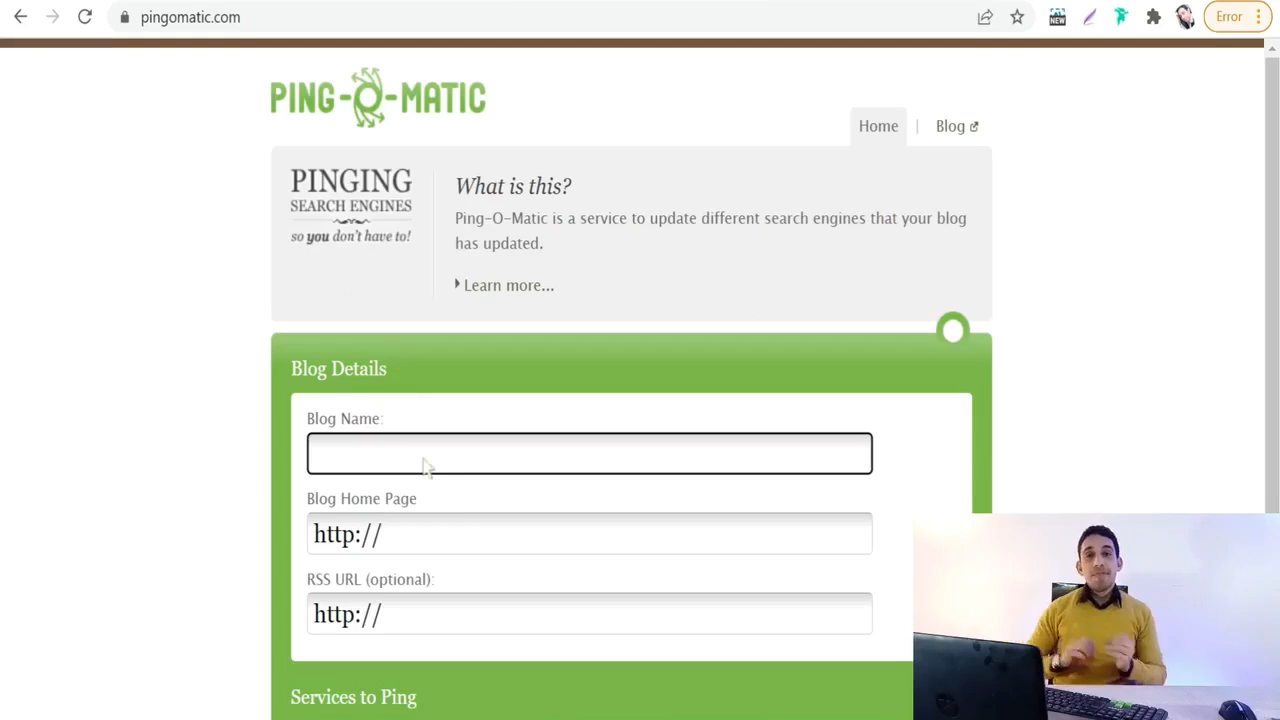 pingomatic.com
NEW
Error
PING-O-MATIC
Home
Blog
PINGING
SEARCH ENGINES
so you don't have to!
What is this?
Ping-O-Matic is a service to update different search engines that your blog
has updated.
Learn more...
Blog Details
Blog Name:
Blog Home Page
http://
RSS URL (optional):
http://
Services to Ping